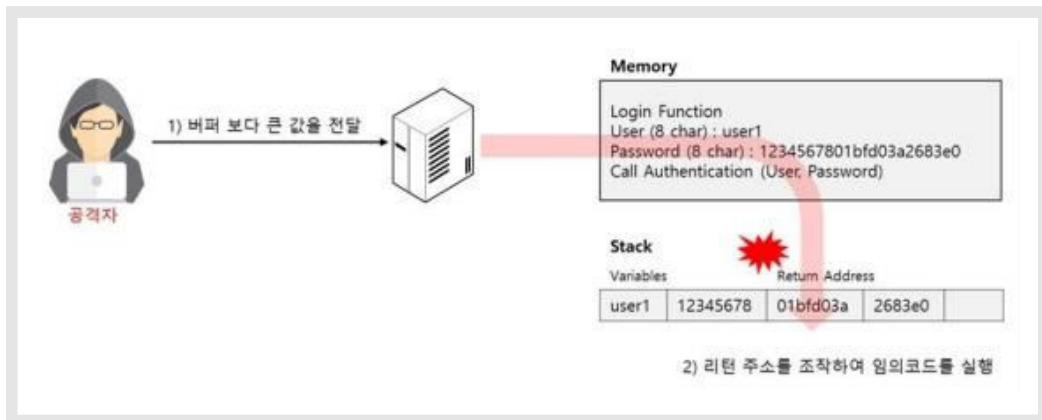 Memory
Login Function
User (8 char) : user1
Password (8 char) : 1234567801bfd03a2683e0
Call Authentication (User, Password)
1) 버퍼 보다 큰 값을 전달
공격자
Stack
Variables Return Address
user1 12345678 01bfd03a 2683e0
2) 리턴 주소를 조작하여 임의코드를 실행